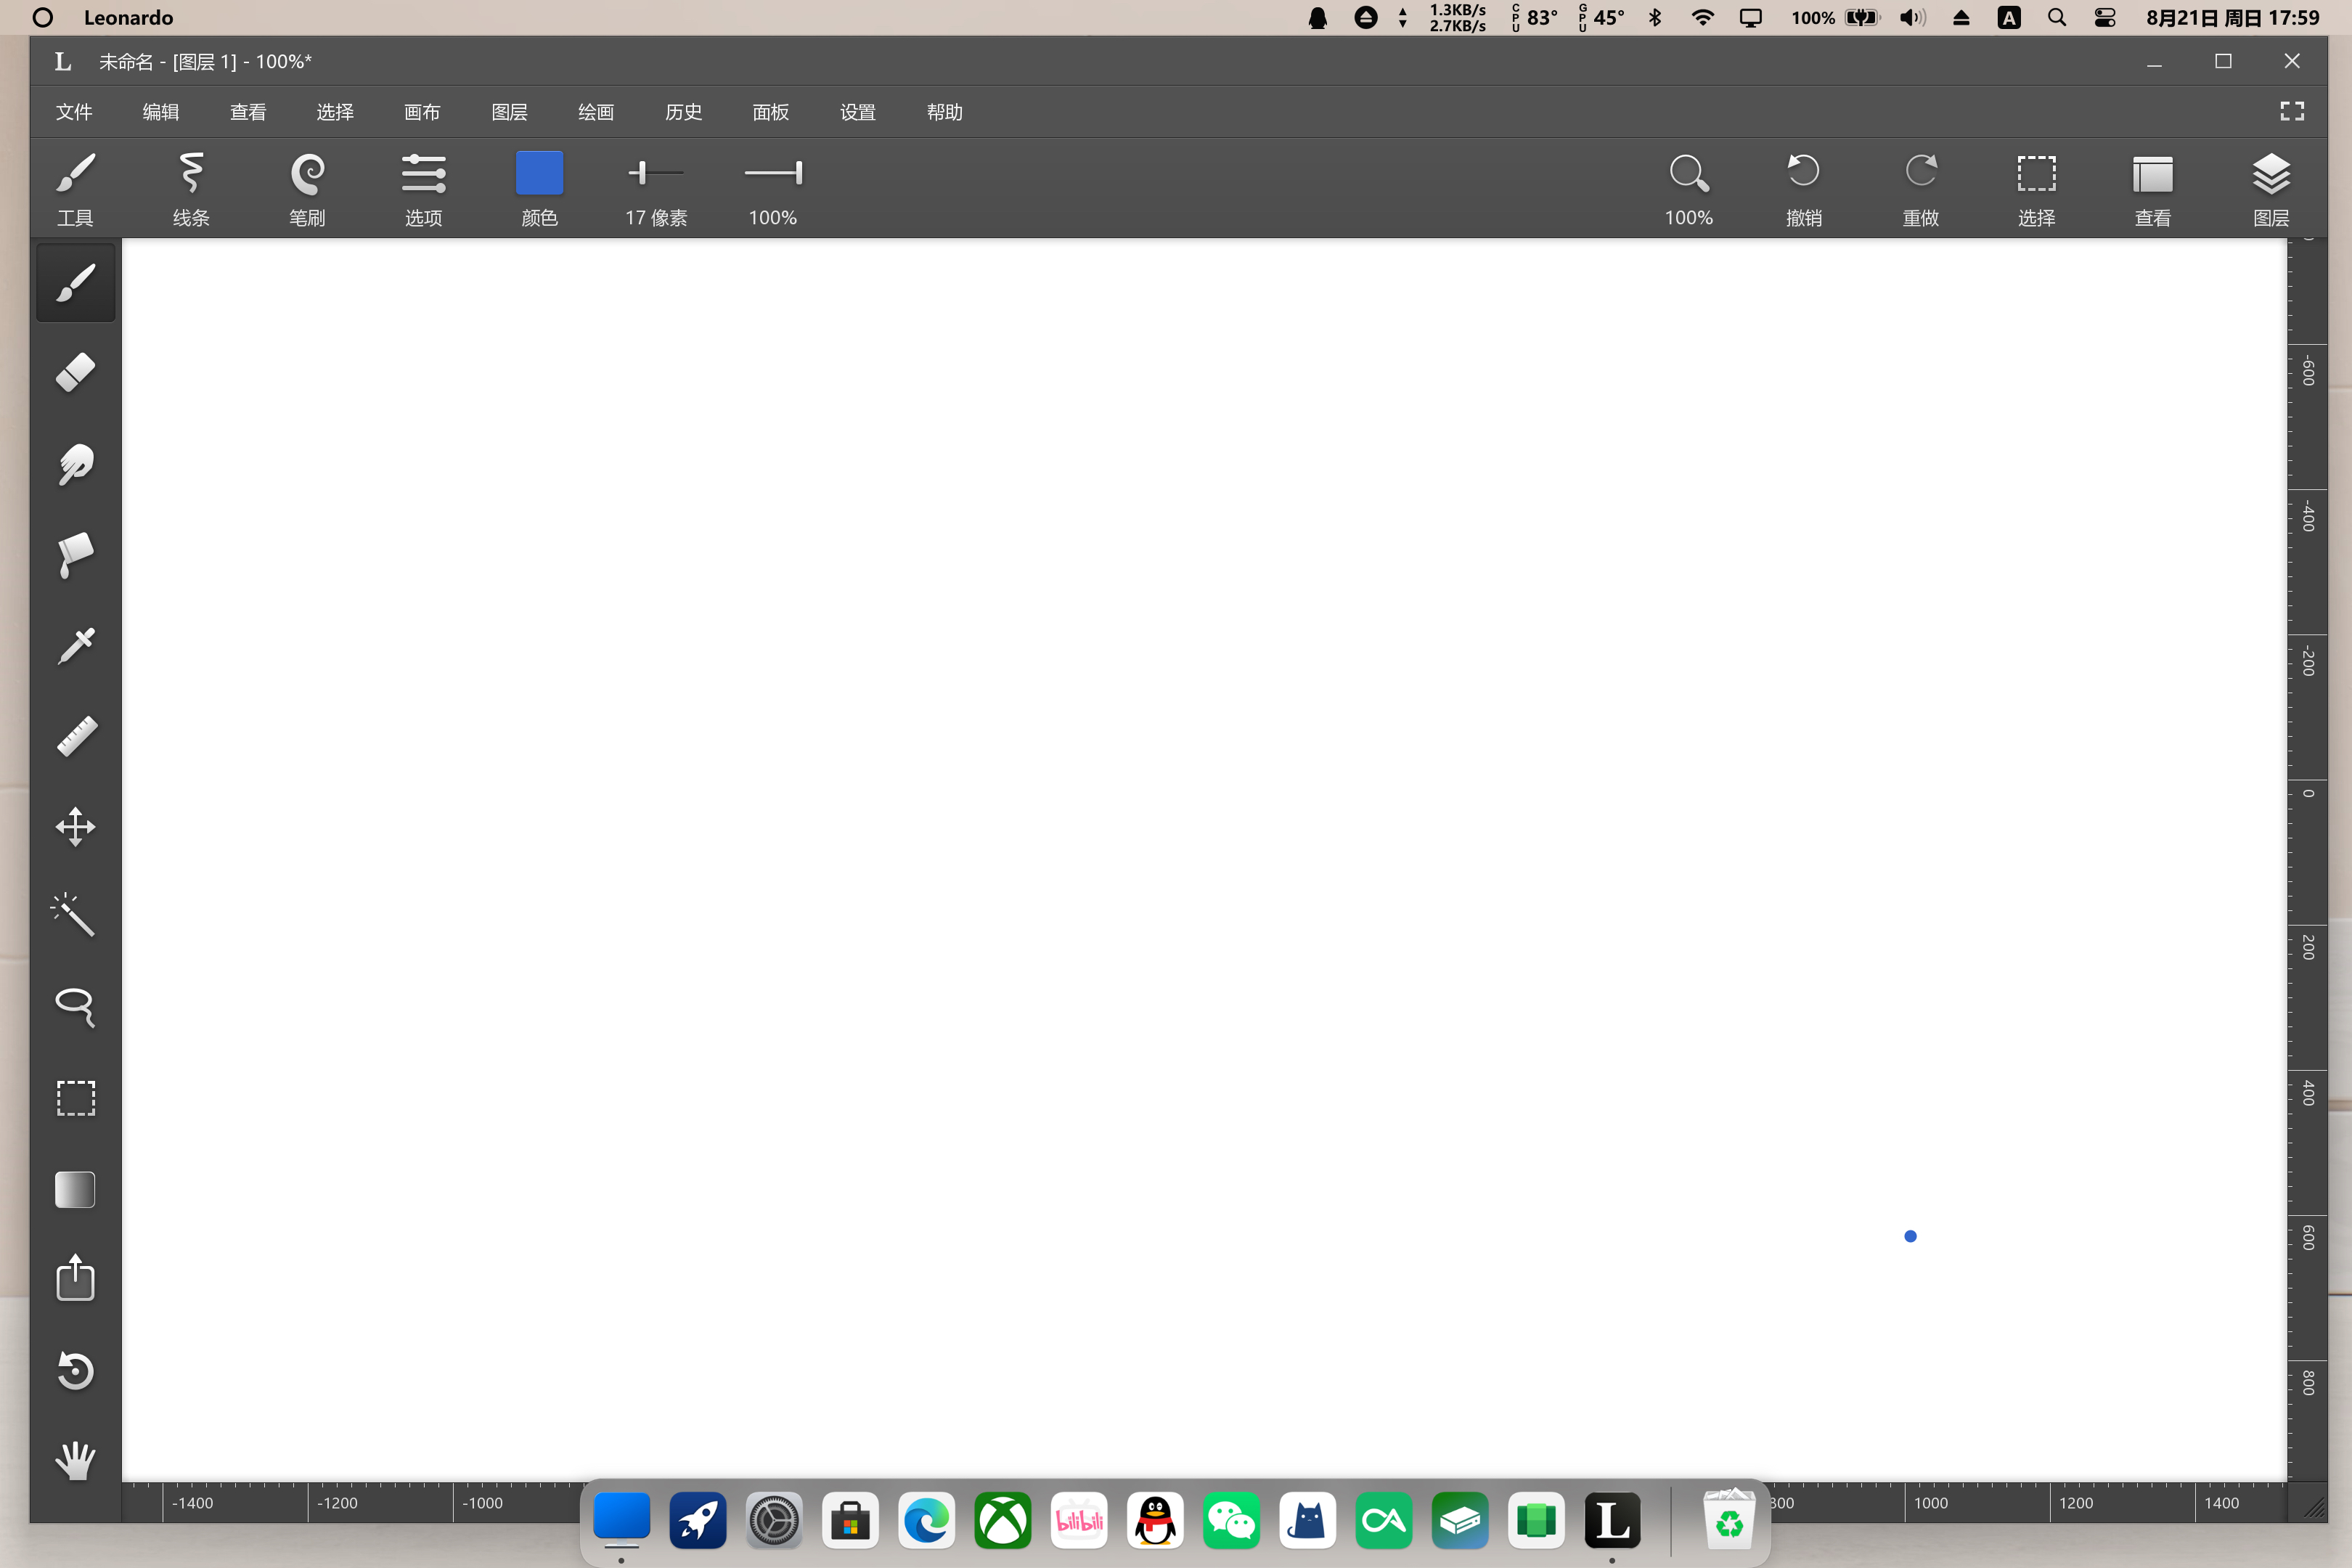 Leonardo
1.3KB/s
2.7KB/s
CPU 83°
GPU 45°
100%
A
8月21日 周日 17:59
L 未命名 - [图层 1] - 100%*
文件 编辑 查看 选择 画布 图层 绘画 历史 面板 设置 帮助
工具 线条 笔刷 选项 颜色 17 像素 100% 100% 撤销 重做 选择 查看 图层
-600
-400
-200
0
200
400
600
800
-1400 -1200 -1000 800 1000 1200 1400
bilibili
L